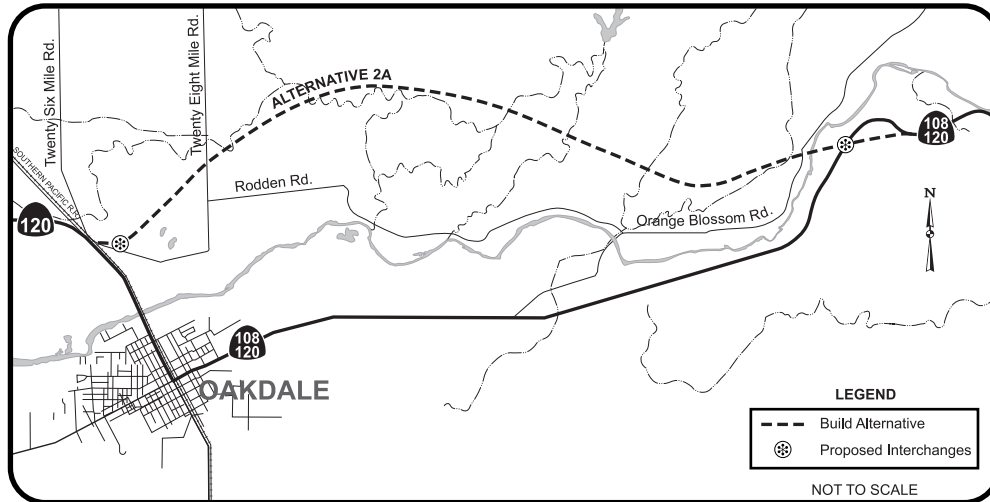 Twenty Six Mile Rd.
Twenty Eight Mile Rd.
ALTERNATIVE 2A
108
120
SOUTHERN PACIFIC R.R.
Rodden Rd.
120
Orange Blossom Rd.
N
108
120
OAKDALE
LEGEND
Build Alternative
Proposed Interchanges
NOT TO SCALE